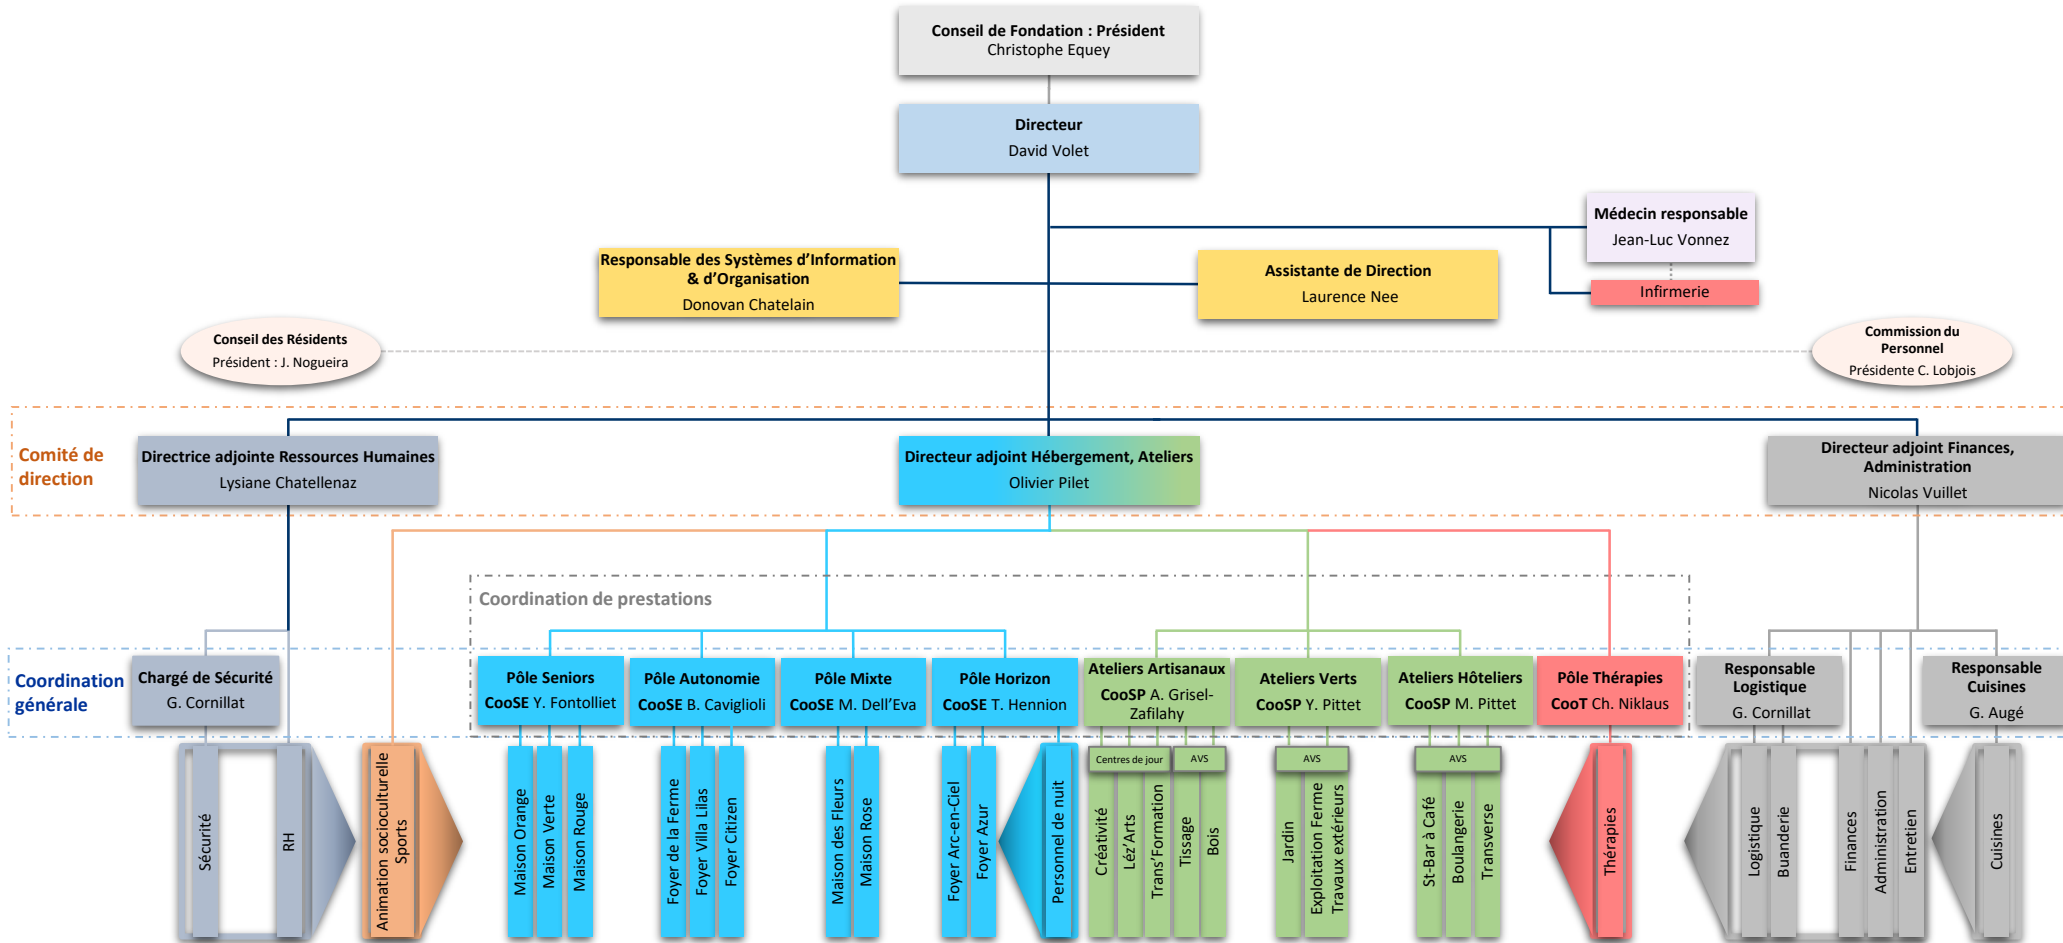 Conseil de Fondation : Président
Christophe Equey
Directeur
David Volet
Médecin responsable
Jean-Luc Vonnez
Infirmerie
Responsable des Systèmes d’Information
& d’Organisation
Donovan Chatelain
Assistante de Direction
Laurence Nee
Conseil des Résidents
Président : J. Nogueira
Commission du
Personnel
Présidente C. Lobjois
Comité de
direction
Directrice adjointe Ressources Humaines
Lysiane Chatellenaz
Directeur adjoint Hébergement, Ateliers
Olivier Pilet
Directeur adjoint Finances,
Administration
Nicolas Vuillet
Coordination de prestations
Coordination
générale
Chargé de Sécurité
G. Cornillat
Pôle Seniors
CooSE Y. Fontolliet
Pôle Autonomie
CooSE B. Caviglioli
Pôle Mixte
CooSE M. Dell’Eva
Pôle Horizon
CooSE T. Hennion
Ateliers Artisanaux
CooSP A. Grisel-
Zafilahy
Ateliers Verts
CooSP Y. Pittet
Ateliers Hôteliers
CooSP M. Pittet
Pôle Thérapies
CooT Ch. Niklaus
Responsable
Logistique
G. Cornillat
Responsable
Cuisines
G. Augé
Sécurité
RH
Animation socioculturelle
Sports
Maison Orange
Maison Verte
Maison Rouge
Foyer de la Ferme
Foyer Villa Lilas
Foyer Citizen
Maison des Fleurs
Maison Rose
Foyer Arc-en-Ciel
Foyer Azur
Personnel de nuit
Centres de jour
AVS
Créativité
Léz’Arts
Trans’Formation
Tissage
Bois
AVS
Jardin
Exploitation Ferme
Travaux extérieurs
AVS
St-Bar à Café
Boulangerie
Transverse
Thérapies
Logistique
Buanderie
Finances
Administration
Entretien
Cuisines